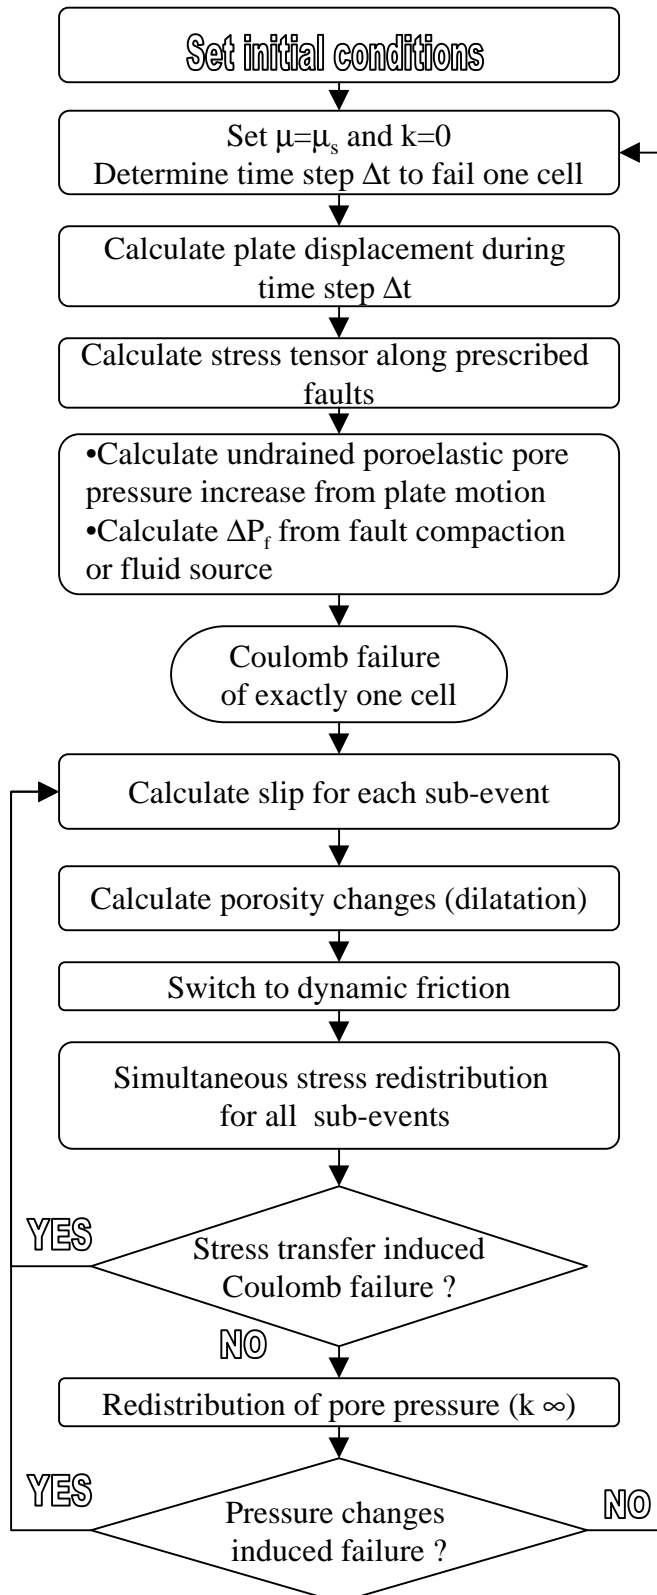 Set initial conditions
Set μ=μs and k=0
Determine time step Δt to fail one cell
Calculate plate displacement during
time step Δt
Calculate stress tensor along prescribed
faults
•Calculate undrained poroelastic pore
pressure increase from plate motion
•Calculate ΔPf from fault compaction
or fluid source
Coulomb failure
of exactly one cell
Calculate slip for each sub-event
Calculate porosity changes (dilatation)
Switch to dynamic friction
Simultaneous stress redistribution
for all sub-events
YES
Stress transfer induced
Coulomb failure ?
NO
Redistribution of pore pressure (k ∞)
YES
Pressure changes
induced failure ?
NO